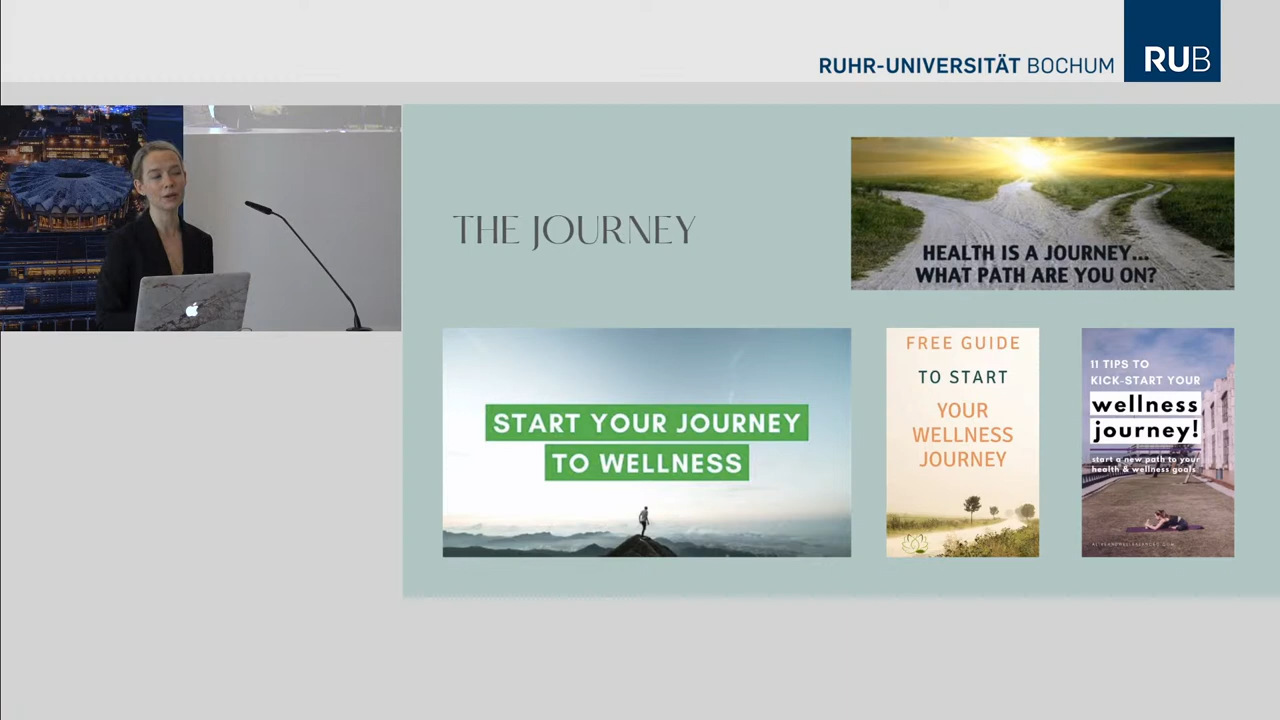 RUHR-UNIVERSITÄT BOCHUM
RUB
THE JOURNEY
HEALTH IS A JOURNEY...
WHAT PATH ARE YOU ON?
START YOUR JOURNEY
TO WELLNESS
FREE GUIDE
TO START
YOUR
WELLNESS
JOURNEY
11 TIPS TO
KICK-START YOUR
wellness
journey!
start a new path to your
health & wellness goals